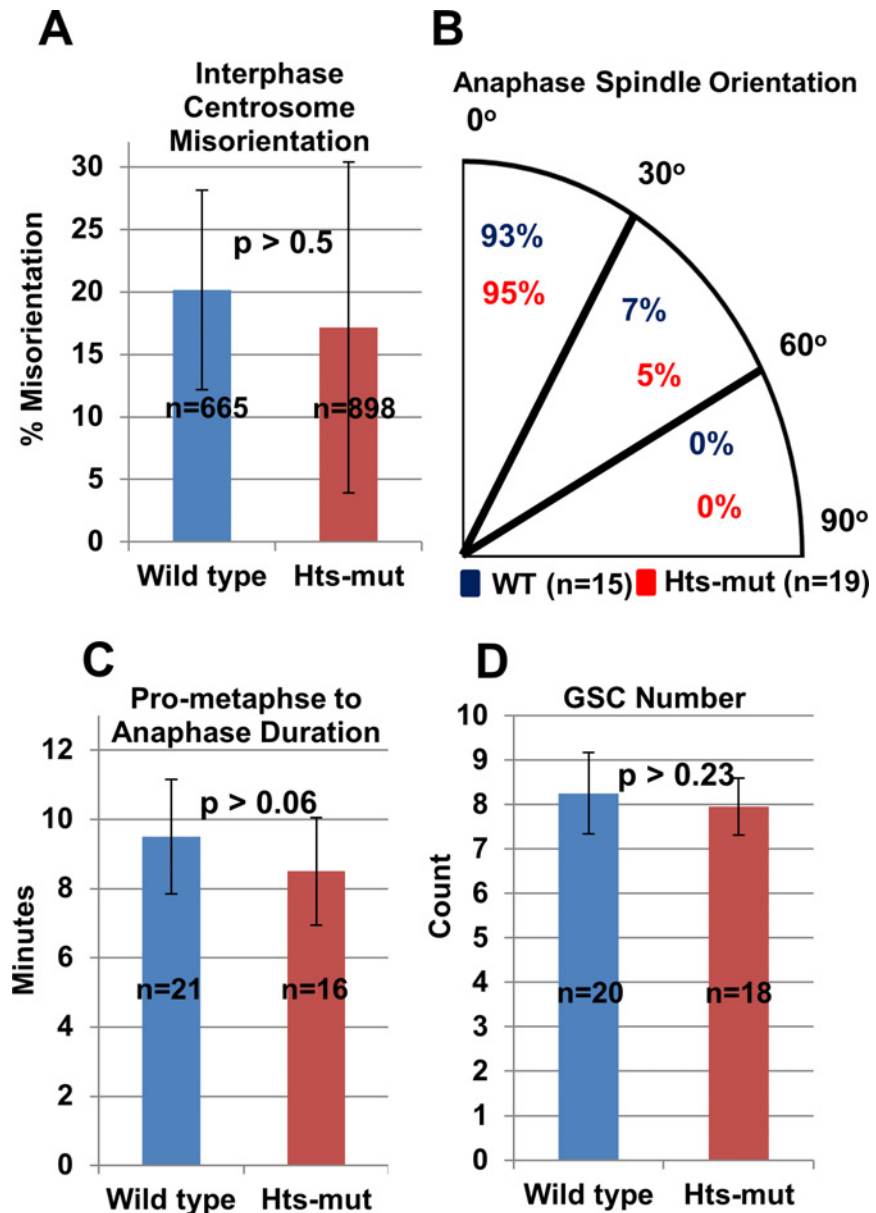 A
Interphase
Centrosome
Misorientation
30
25
20
15
10
5
0
% Misorientation
p > 0.5
n=665
n=898
Wild type
Hts-mut
B
Anaphase Spindle Orientation
0º
30º
60º
90º
93%
95%
7%
5%
0%
0%
WT (n=15) Hts-mut (n=19)
C
Pro-metaphse to
Anaphase Duration
12
10
8
6
4
2
0
Minutes
p > 0.06
n=21
n=16
Wild type
Hts-mut
D
GSC Number
10
9
8
7
6
5
4
3
2
1
0
Count
p > 0.23
n=20
n=18
Wild type
Hts-mut